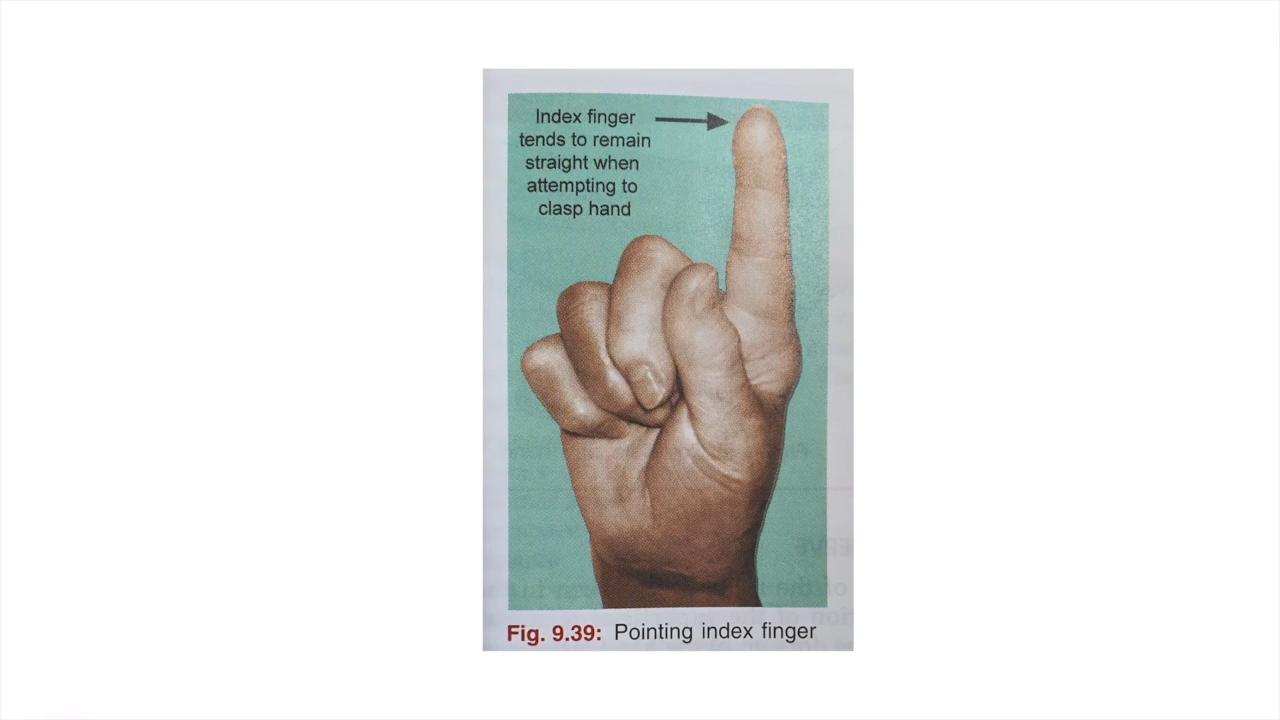 Index finger
tends to remain
straight when
attempting to
clasp hand
Fig. 9.39: Pointing index finger